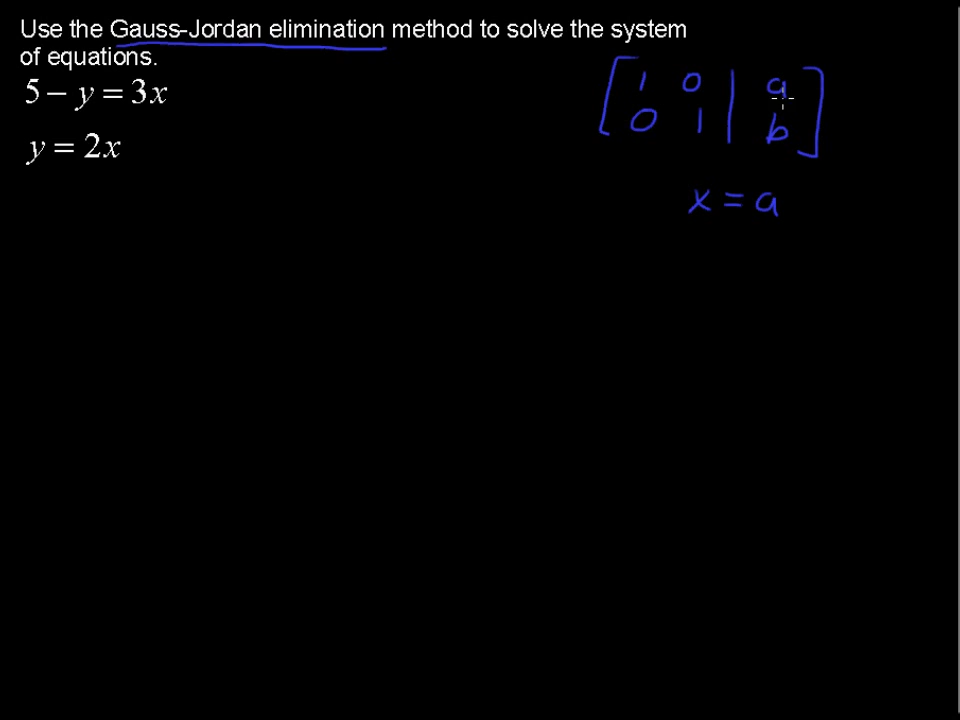 Use the Gauss-Jordan elimination method to solve the system
of equations.
5 − y = 3x
y = 2x
[ 1 0 | a ]
[ 0 1 | b ]
x = a